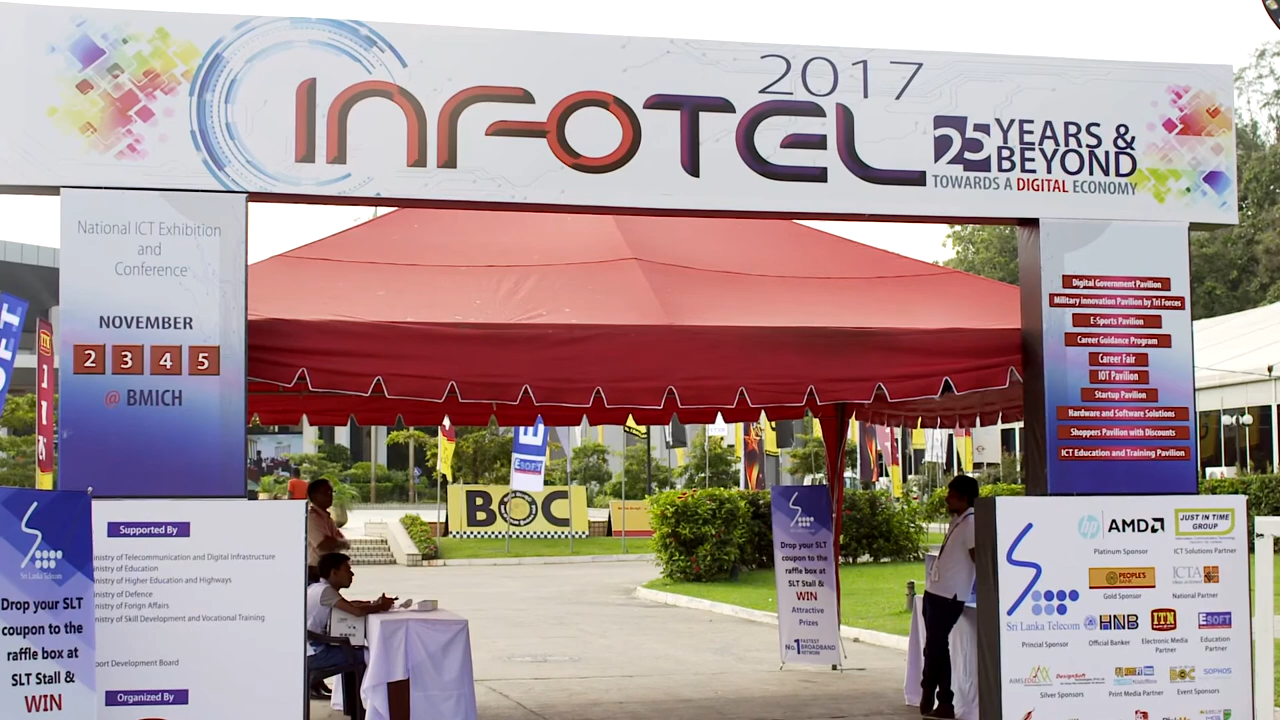 INFOTEL
2017
25 YEARS &
BEYOND
TOWARDS A DIGITAL ECONOMY
National ICT Exhibition
and
Conference
NOVEMBER
2 3 4 5
@ BMICH
Digital Government Pavilion
Military innovation Pavilion by Tri Forces
E-Sports Pavilion
Career Guidance Program
Career Fair
IOT Pavilion
Startup Pavilion
Hardware and Software Solutions
Shoppers Pavilion with Discounts
ICT Education and Training Pavilion
ITN
ESOFT
BOC
Sri Lanka Telecom
Drop your SLT
coupon to the
raffle box at
SLT Stall &
WIN
Supported By
inistry of Telecommunication and Digital Infrastructure
inistry of Education
inistry of Higher Education and Highways
inistry of Defence
inistry of Forign Affairs
inistry of Skill Development and Vocational Training
port Development Board
Organized By
Drop your SLT
coupon to the
raffle box at
SLT Stall &
WIN
Attractive
Prizes
No.1 FASTEST
BROADBAND
NETWORK
hp AMD
Platinum Sponsor
JUST IN TIME
GROUP
ICT Solutions Partner
Sri Lanka Telecom
Princial Sponsor
PEOPLE'S
BANK
Gold Sponsor
ICTA
National Partner
HNB
Official Banker
ITN
Electronic Media
Partner
ESOFT
Education
Partner
AIMS
DesignSoft
Silver Sponsors
Print Media Partner
BOC
SOPHOS
Event Sponsors